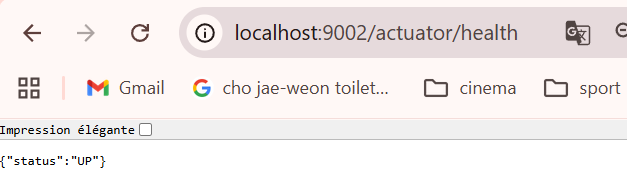 localhost:9002/actuator/health
Gmail cho jae-weon toilet... cinema sport
Impression élégante
{"status":"UP"}